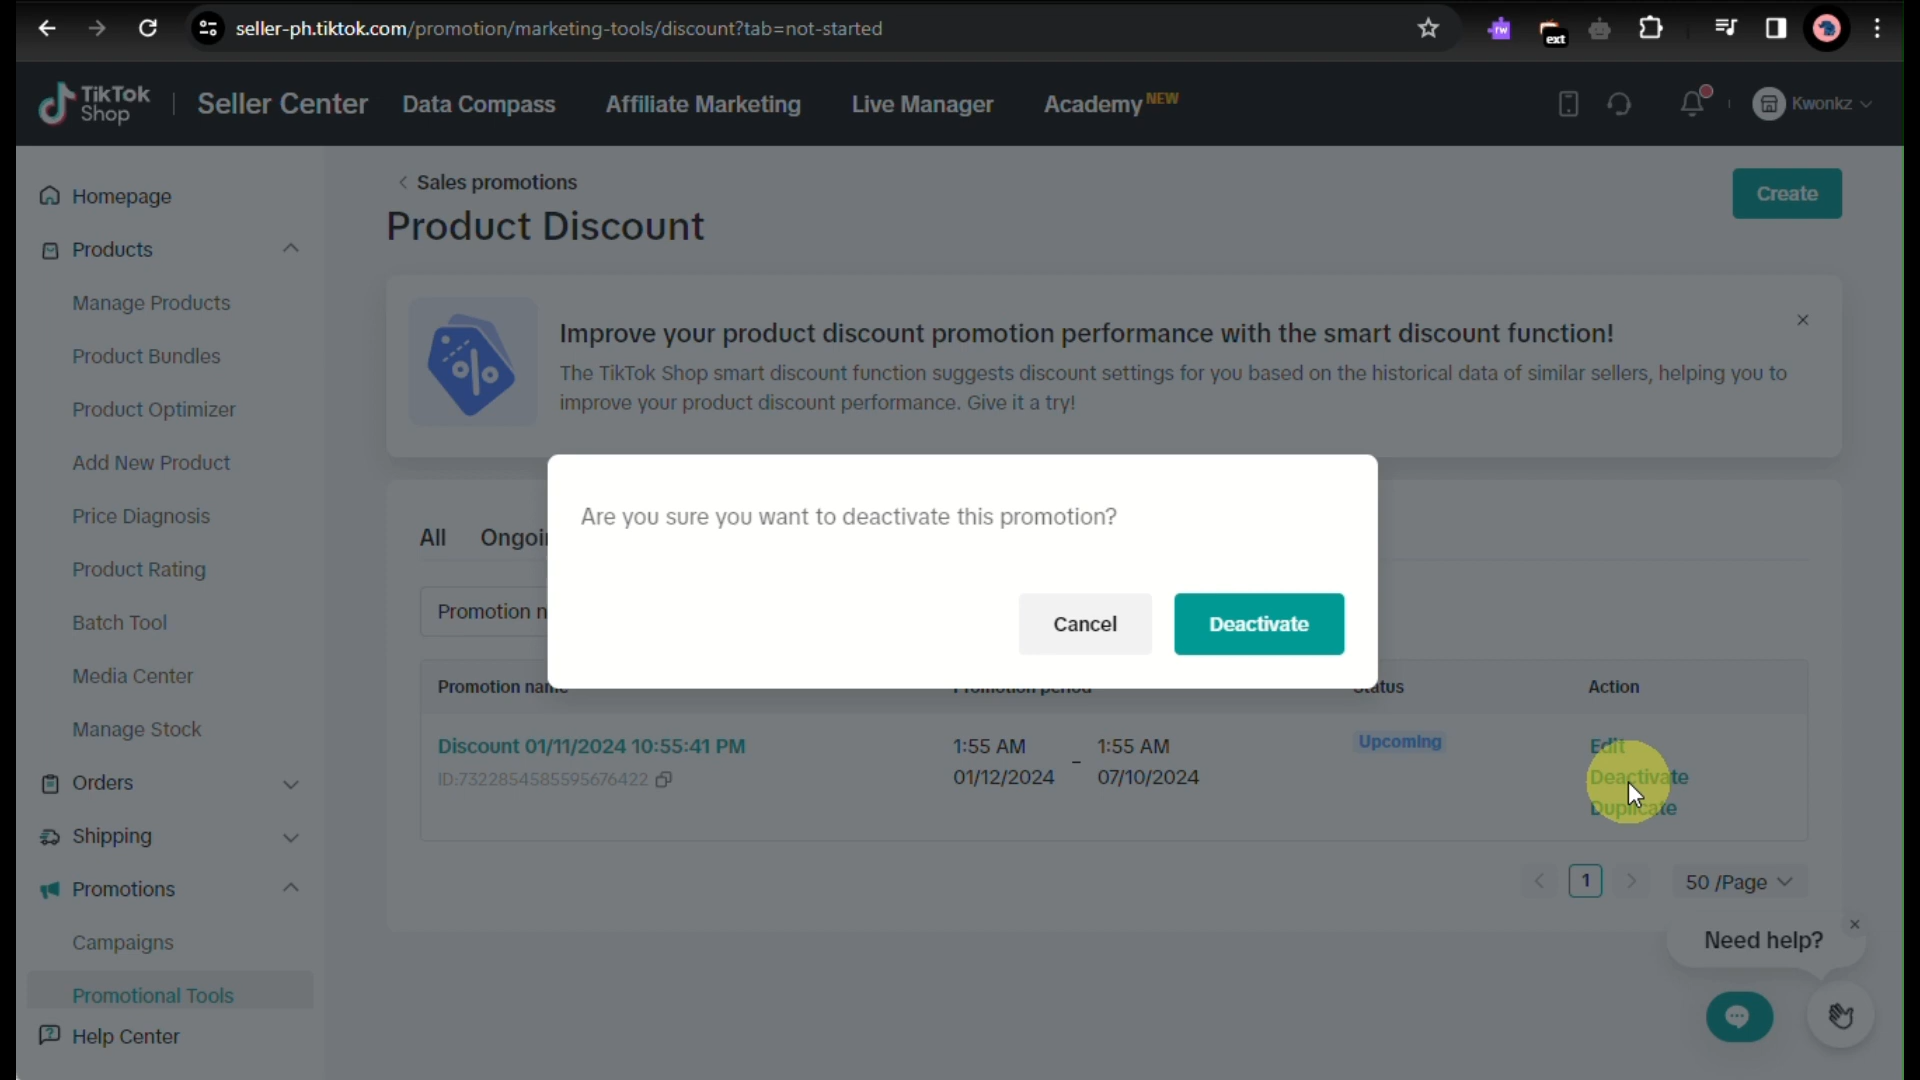 seller-ph.tiktok.com/promotion/marketing-tools/discount?tab=not-started
rw
ext
TikTok
Shop
Seller Center
Data Compass
Affiliate Marketing
Live Manager
Academy NEW
Kwonkz
Homepage
Products
Manage Products
Product Bundles
Product Optimizer
Add New Product
Price Diagnosis
Product Rating
Batch Tool
Media Center
Manage Stock
Orders
Shipping
Promotions
Campaigns
Promotional Tools
Help Center
Sales promotions
Product Discount
Create
Improve your product discount promotion performance with the smart discount function!
The TikTok Shop smart discount function suggests discount settings for you based on the historical data of similar sellers, helping you to
improve your product discount performance. Give it a try!
All
Are you sure you want to deactivate this promotion?
Cancel
Deactivate
Promotion name
Promotion period
Action
Discount 01/11/2024 10:55:41 PM
ID:7322854585595676422
1:55 AM
01/12/2024
–
1:55 AM
07/10/2024
Upcoming
Edit
Deactivate
Duplicate
1
50 /Page
Need help?